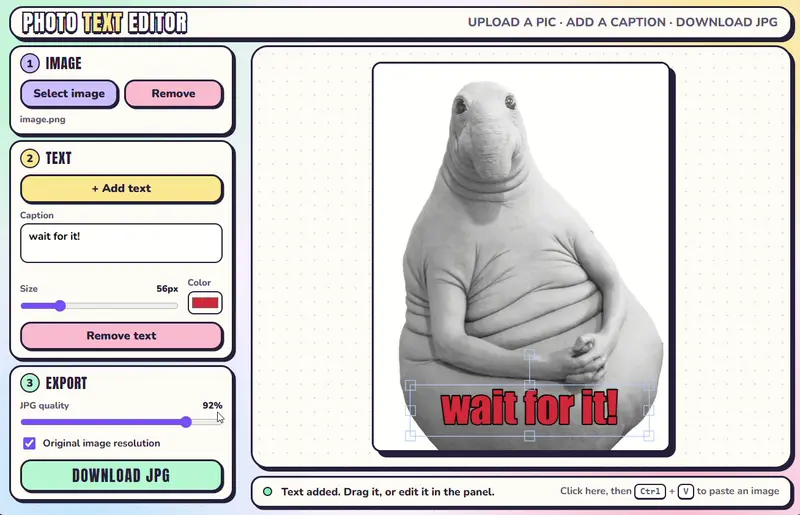 PHOTO TEXT EDITOR
UPLOAD A PIC · ADD A CAPTION · DOWNLOAD JPG
1 IMAGE
Select image Remove
image.png
2 TEXT
+ Add text
Caption
wait for it!
Size 56px Color
Remove text
3 EXPORT
JPG quality 92%
Original image resolution
DOWNLOAD JPG
wait for it!
Text added. Drag it, or edit it in the panel.
Click here, then Ctrl + V to paste an image